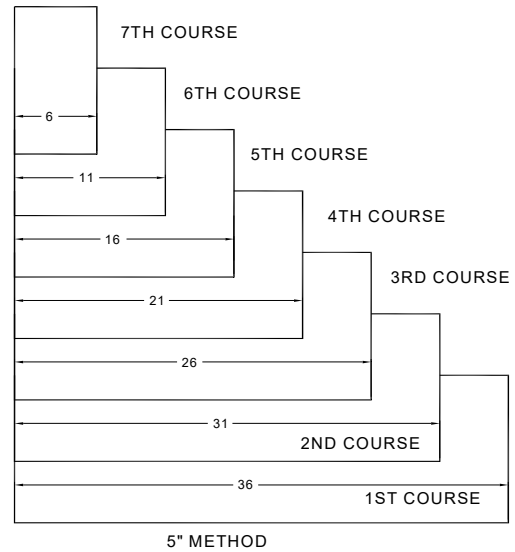 7TH COURSE
6TH COURSE
6
5TH COURSE
11
4TH COURSE
16
3RD COURSE
21
26
31
2ND COURSE
36
1ST COURSE
5" METHOD